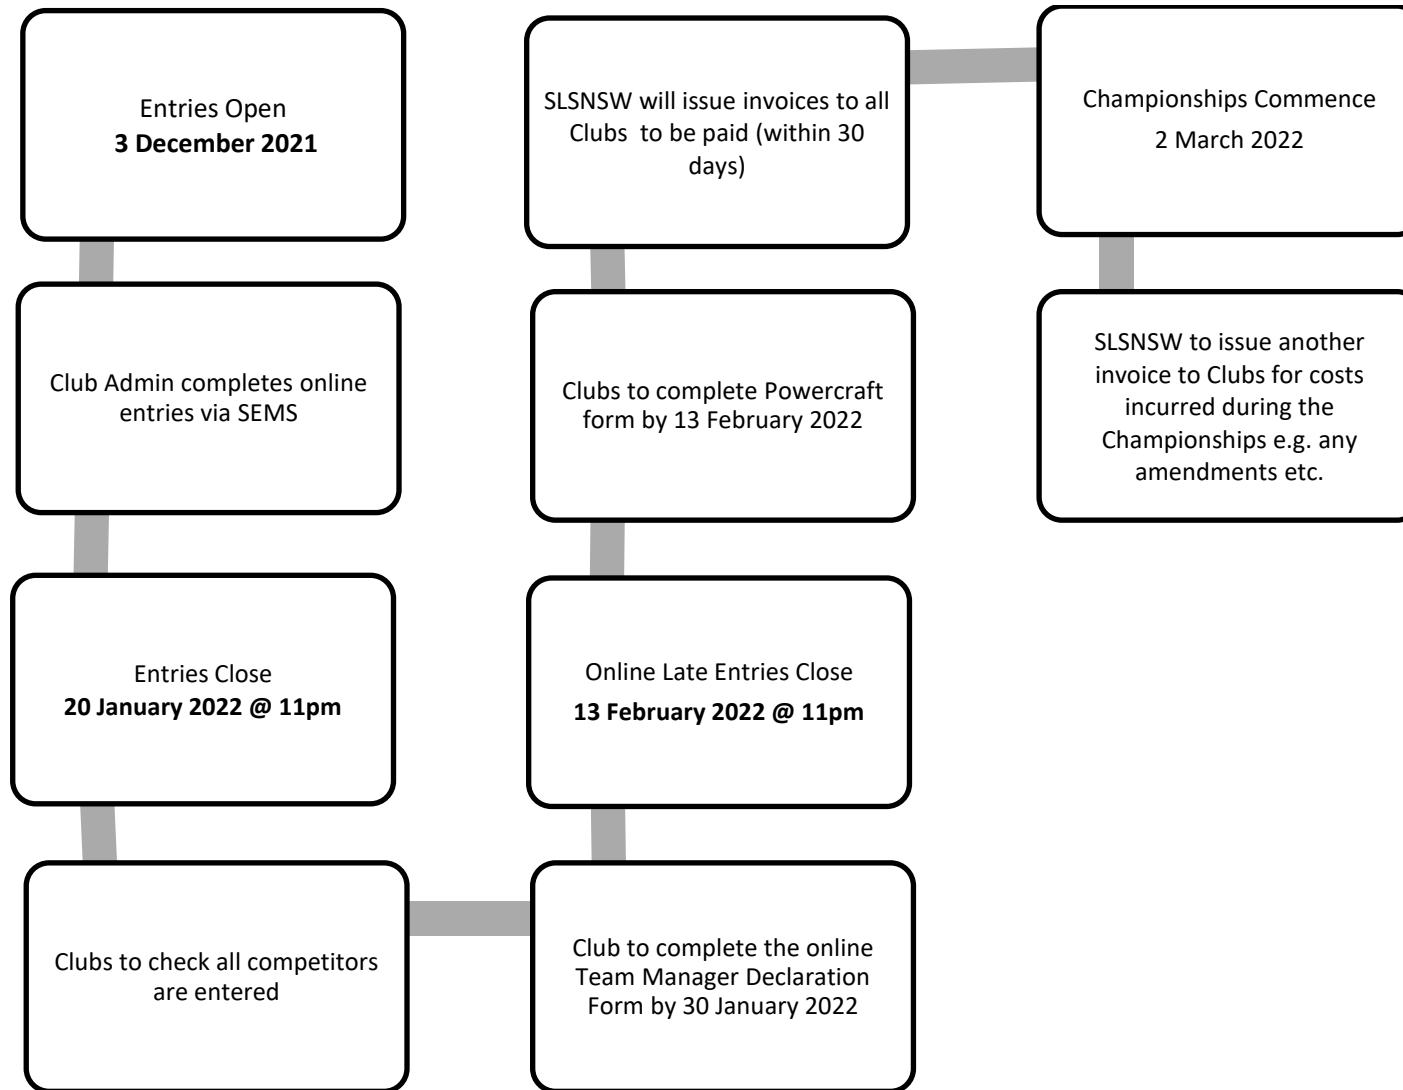 Entries Open
3 December 2021
Club Admin completes online
entries via SEMS
Entries Close
20 January 2022 @ 11pm
Clubs to check all competitors
are entered
Club to complete the online
Team Manager Declaration
Form by 30 January 2022
Online Late Entries Close
13 February 2022 @ 11pm
Clubs to complete Powercraft
form by 13 February 2022
SLSNSW will issue invoices to all
Clubs to be paid (within 30
days)
Championships Commence
2 March 2022
SLSNSW to issue another
invoice to Clubs for costs
incurred during the
Championships e.g. any
amendments etc.